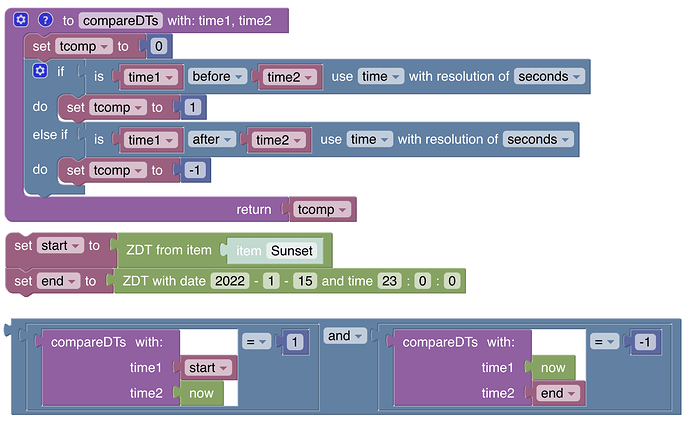 ? to compareDTs with: time1, time2
set tcomp to 0
if is time1 before time2 use time with resolution of seconds
do set tcomp to 1
else if is time1 after time2 use time with resolution of seconds
do set tcomp to -1
return tcomp
set start to ZDT from item item Sunset
set end to ZDT with date 2022 - 1 - 15 and time 23 : 0 : 0
compareDTs with: = 1 and compareDTs with: = -1
time1 start time1 now
time2 now time2 end